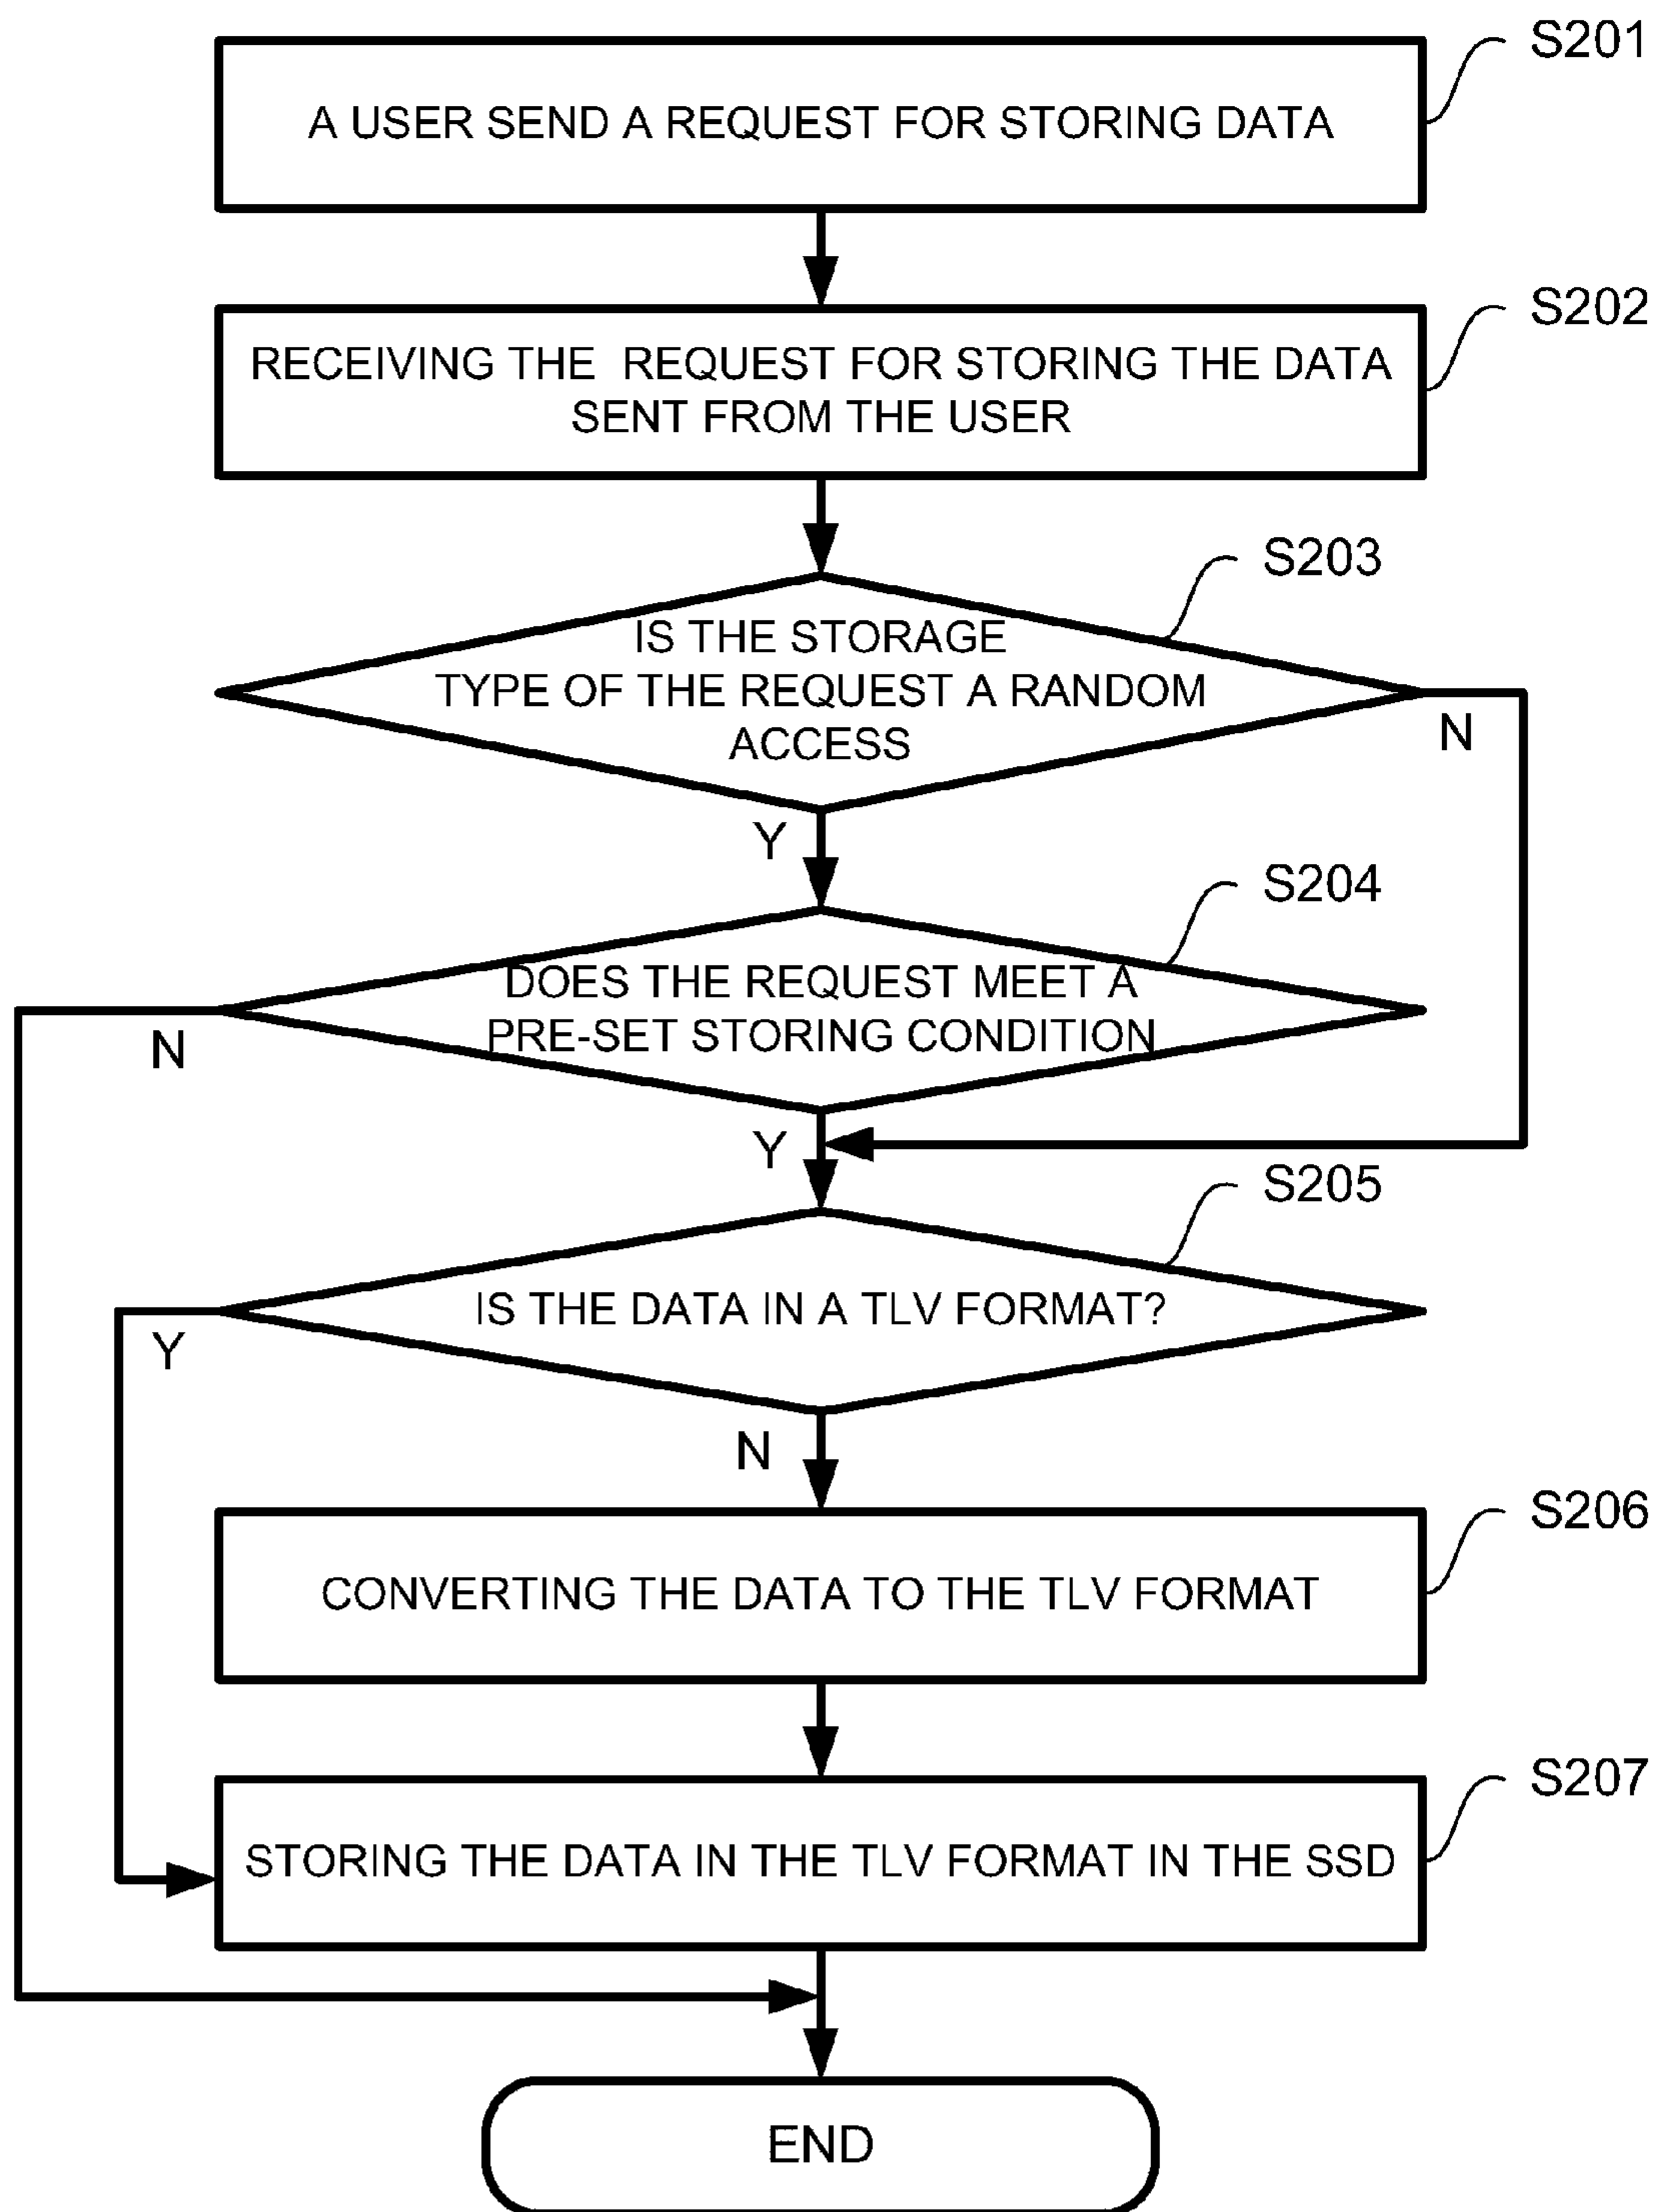 S201
A USER SEND A REQUEST FOR STORING DATA
S202
RECEIVING THE REQUEST FOR STORING THE DATA
SENT FROM THE USER
S203
IS THE STORAGE
TYPE OF THE REQUEST A RANDOM
ACCESS
N
Y
S204
DOES THE REQUEST MEET A
PRE-SET STORING CONDITION
N
Y
S205
IS THE DATA IN A TLV FORMAT?
Y
N
S206
CONVERTING THE DATA TO THE TLV FORMAT
S207
STORING THE DATA IN THE TLV FORMAT IN THE SSD
END